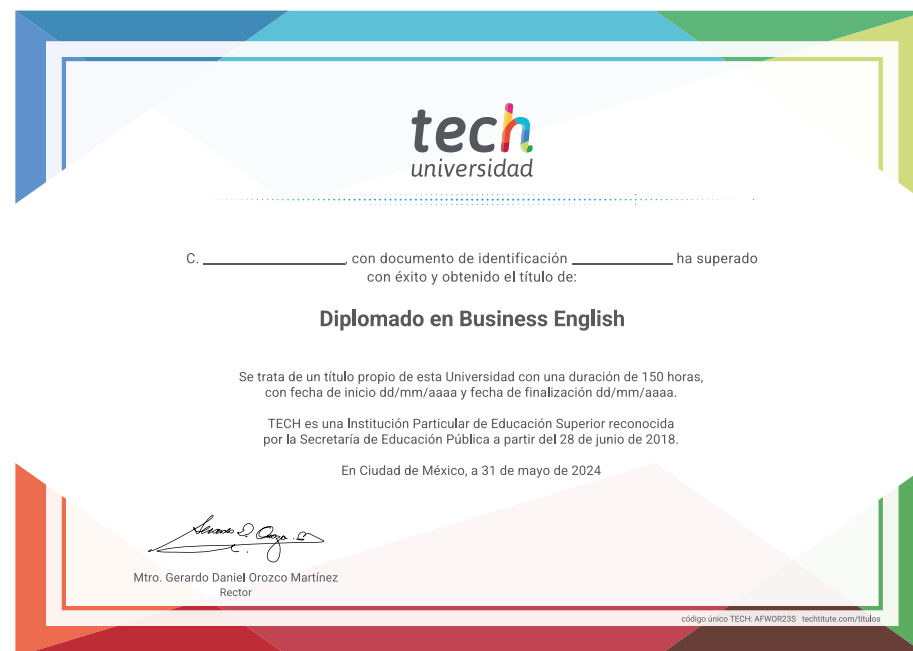 tech
universidad
C. ____________________, con documento de identificación ______________ ha superado
con éxito y obtenido el título de:
Diplomado en Business English
Se trata de un título propio de esta Universidad con una duración de 150 horas,
con fecha de inicio dd/mm/aaaa y fecha de finalización dd/mm/aaaa.
TECH es una Institución Particular de Educación Superior reconocida
por la Secretaría de Educación Pública a partir del 28 de junio de 2018.
En Ciudad de México, a 31 de mayo de 2024
Mtro. Gerardo Daniel Orozco Martínez
Rector
código único TECH: AFWOR23S techtitute.com/titulos